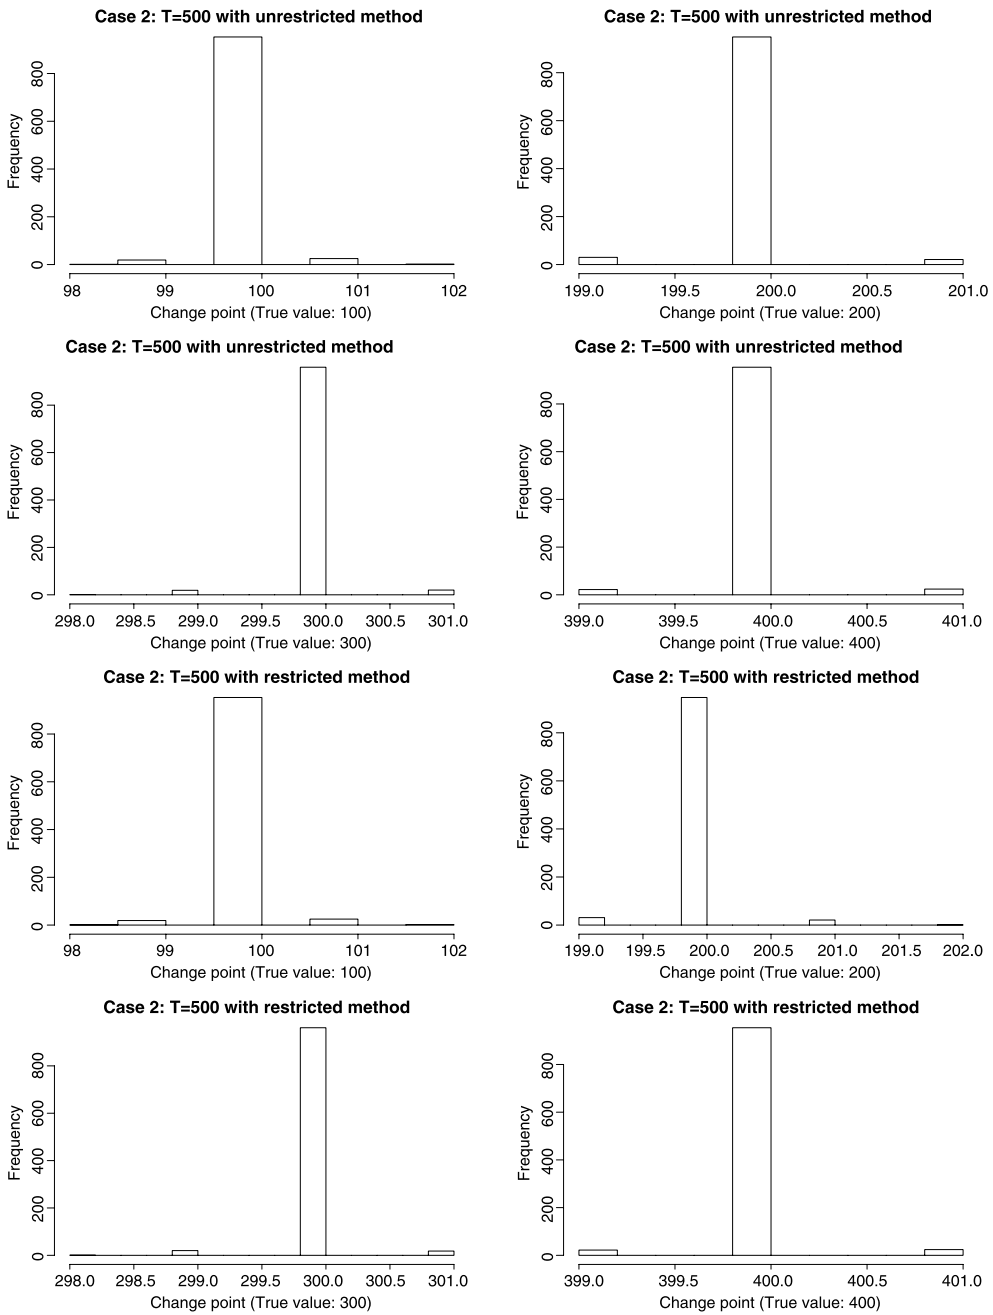 Case 2: T=500 with unrestricted method
Frequency
0 200 400 600 800
98 99 100 101 102
Change point (True value: 100)
Case 2: T=500 with unrestricted method
Frequency
0 200 400 600 800
199.0 199.5 200.0 200.5 201.0
Change point (True value: 200)
Case 2: T=500 with unrestricted method
Frequency
0 200 400 600 800
298.0 298.5 299.0 299.5 300.0 300.5 301.0
Change point (True value: 300)
Case 2: T=500 with unrestricted method
Frequency
0 200 400 600 800
399.0 399.5 400.0 400.5 401.0
Change point (True value: 400)
Case 2: T=500 with restricted method
Frequency
0 200 400 600 800
98 99 100 101 102
Change point (True value: 100)
Case 2: T=500 with restricted method
Frequency
0 200 400 600 800
199.0 199.5 200.0 200.5 201.0 201.5 202.0
Change point (True value: 200)
Case 2: T=500 with restricted method
Frequency
0 200 400 600 800
298.0 298.5 299.0 299.5 300.0 300.5 301.0
Change point (True value: 300)
Case 2: T=500 with restricted method
Frequency
0 200 400 600 800
399.0 399.5 400.0 400.5 401.0
Change point (True value: 400)